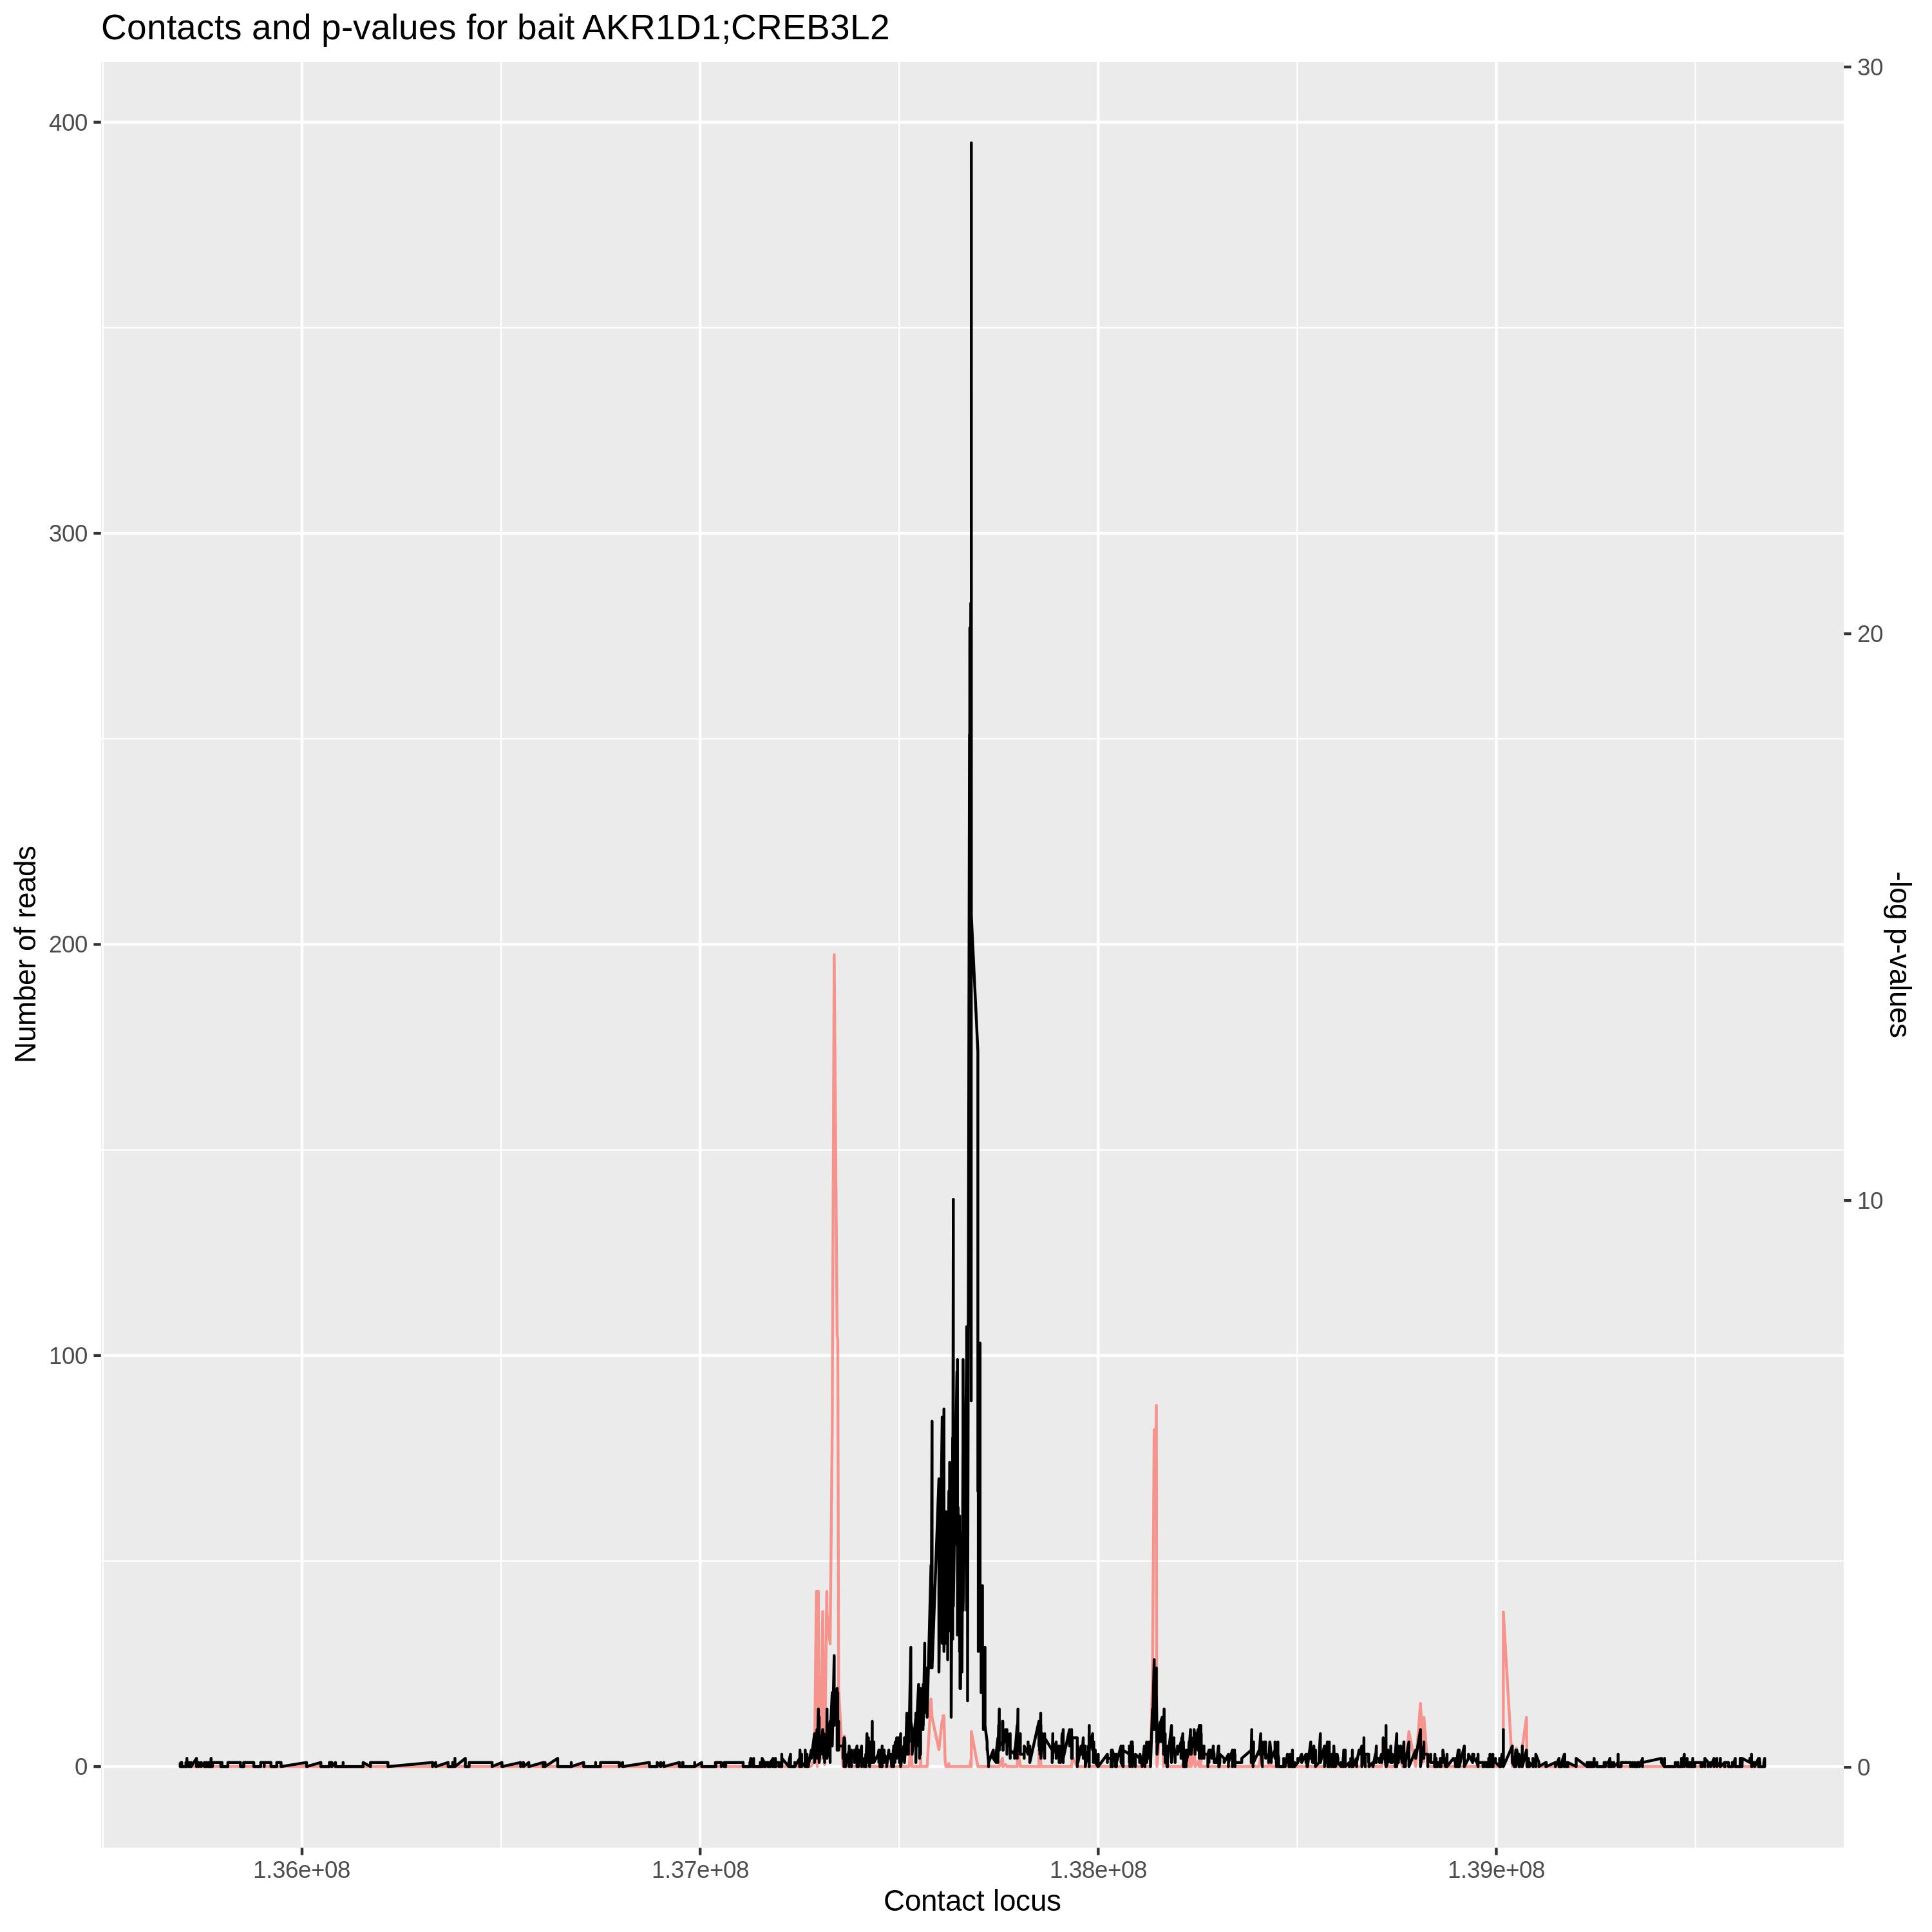 Contacts and p-values for bait AKR1D1;CREB3L2
400
300
200
100
0
Number of reads
30
20
10
0
-log p-values
1.36e+08
1.37e+08
1.38e+08
1.39e+08
Contact locus